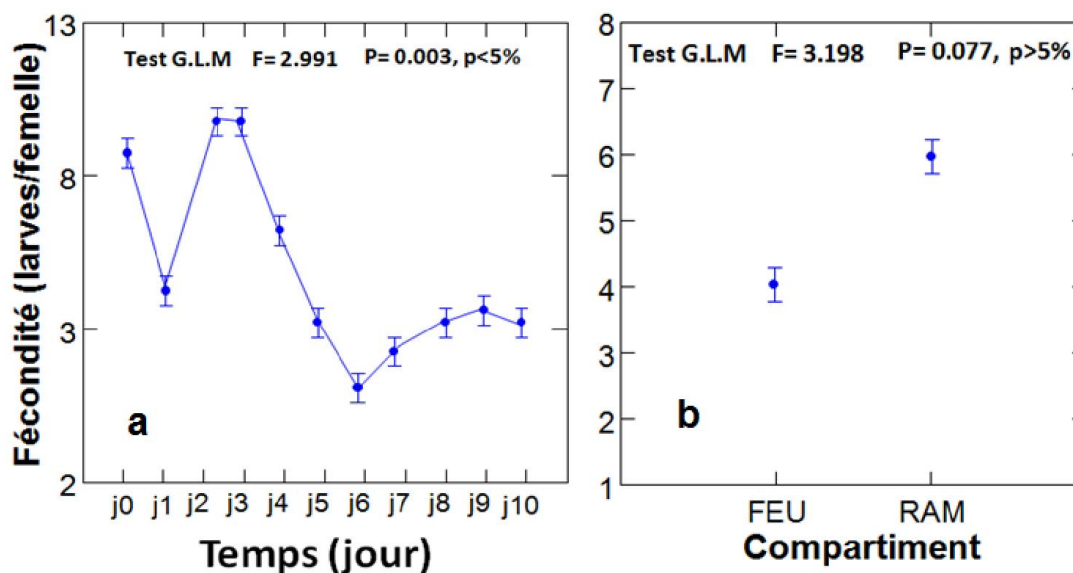 Fécondité (larves/femelle)
13
8
3
2
Test G.L.M F= 2.991 P= 0.003, p<5%
a
j0 j1 j2 j3 j4 j5 j6 j7 j8 j9 j10
Temps (jour)
8
7
6
5
4
3
2
1
Test G.L.M F= 3.198 P= 0.077, p>5%
b
FEU RAM
Compartiment